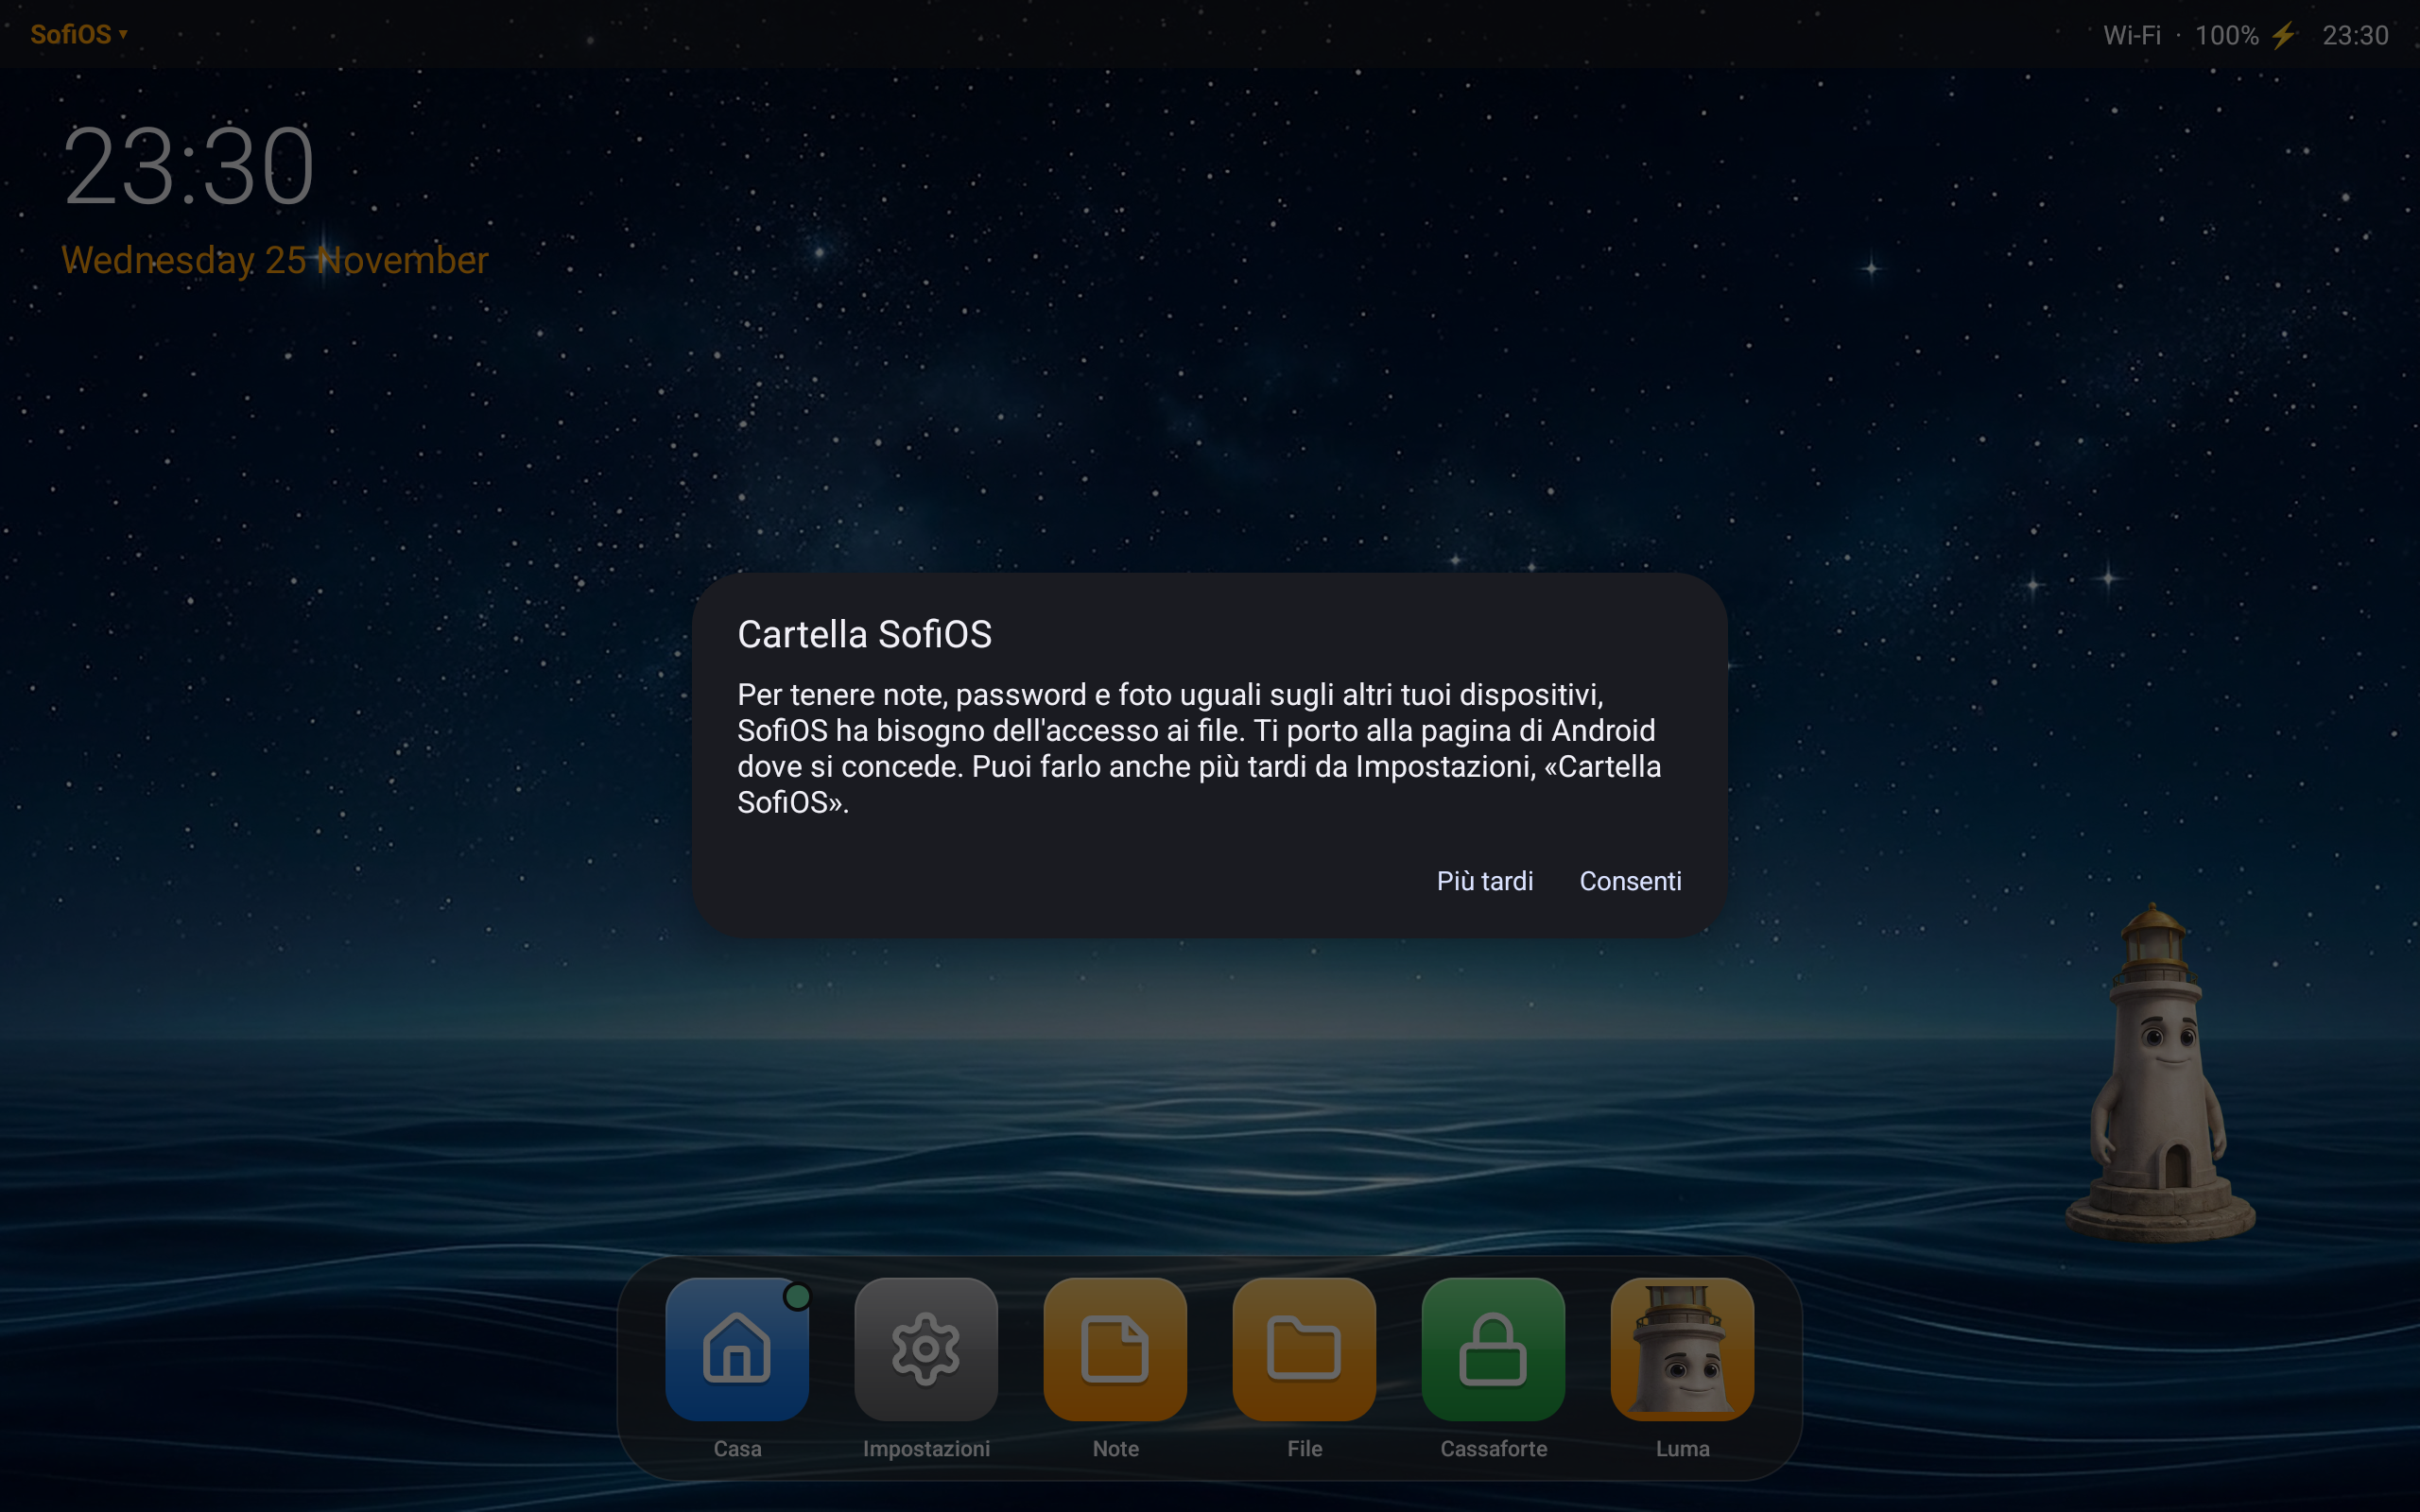 SofiOS ▾
Wi-Fi · 100% ⚡ 23:30
23:30
Wednesday 25 November
Cartella SofiOS
Per tenere note, password e foto uguali sugli altri tuoi dispositivi,
SofiOS ha bisogno dell'accesso ai file. Ti porto alla pagina di Android
dove si concede. Puoi farlo anche più tardi da Impostazioni, «Cartella
SofiOS».
Più tardi Consenti
Casa Impostazioni Note File Cassaforte Luma